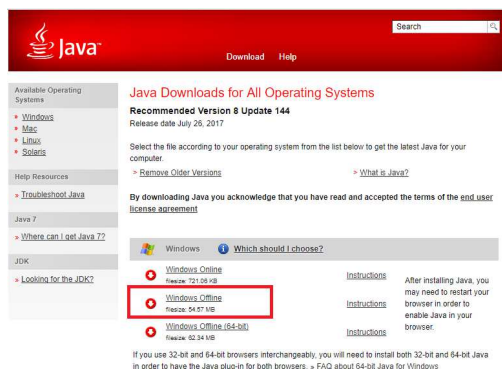 Java
Search
Download Help
Available Operating
Systems
Windows
Mac
Linux
Solaris
Help Resources
Troubleshoot Java
Java 7
Where can I get Java 7?
JDK
Looking for the JDK?
Java Downloads for All Operating Systems
Recommended Version 8 Update 144
Release date July 26, 2017
Select the file according to your operating system from the list below to get the latest Java for your
computer.
> Remove Older Versions > What is Java?
By downloading Java you acknowledge that you have read and accepted the terms of the end user
license agreement
Windows Which should I choose?
Windows Online
filesize: 721.06 KB
Instructions
Windows Offline
filesize: 54.57 MB
Instructions
Windows Offline (64-bit)
filesize: 62.34 MB
Instructions
After installing Java, you
may need to restart your
browser in order to
enable Java in your
browser.
If you use 32-bit and 64-bit browsers interchangeably, you will need to install both 32-bit and 64-bit Java
in order to have the Java plug-in for both browsers. » FAQ about 64-bit Java for Windows